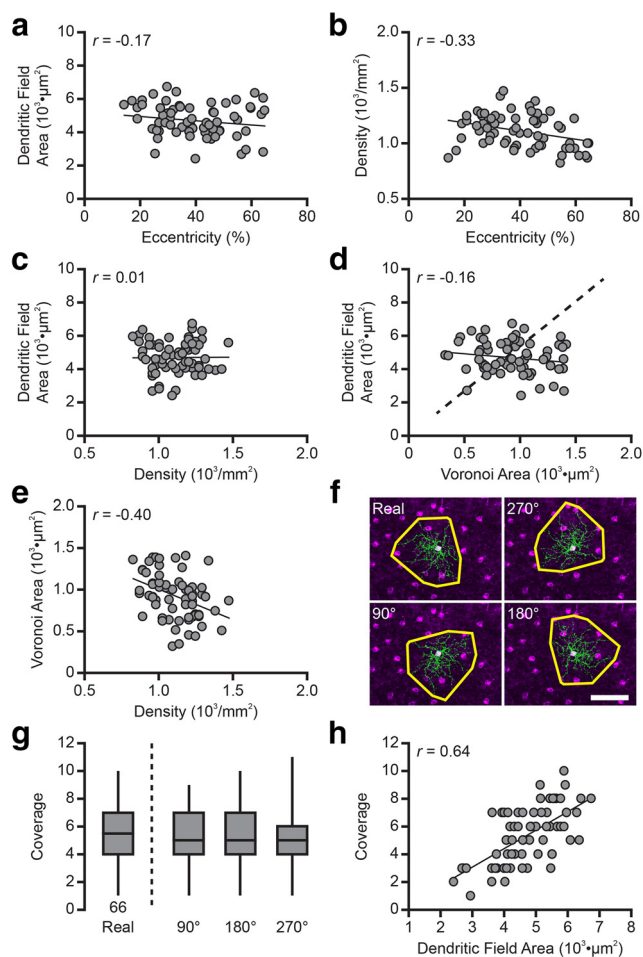 a
r = -0.17
Dendritic Field
Area (10³•µm²)
10
8
6
4
2
0
0
20
40
60
80
Eccentricity (%)
b
r = -0.33
Density (10³/mm²)
2.0
1.5
1.0
0.5
0
20
40
60
80
Eccentricity (%)
c
r = 0.01
Dendritic Field
Area (10³•µm²)
10
8
6
4
2
0
0.5
1.0
1.5
2.0
Density (10³/mm²)
d
r = -0.16
Dendritic Field
Area (10³•µm²)
10
8
6
4
2
0
0
0.5
1.0
1.5
2.0
Voronoi Area (10³•µm²)
e
r = -0.40
Voronoi Area (10³•µm²)
2.0
1.5
1.0
0.5
0
0.5
1.0
1.5
2.0
Density (10³/mm²)
f
Real
270°
90°
180°
g
Coverage
12
10
8
6
4
2
0
66
Real
90°
180°
270°
h
r = 0.64
Coverage
12
10
8
6
4
2
0
1
2
3
4
5
6
7
8
Dendritic Field Area (10³•µm²)